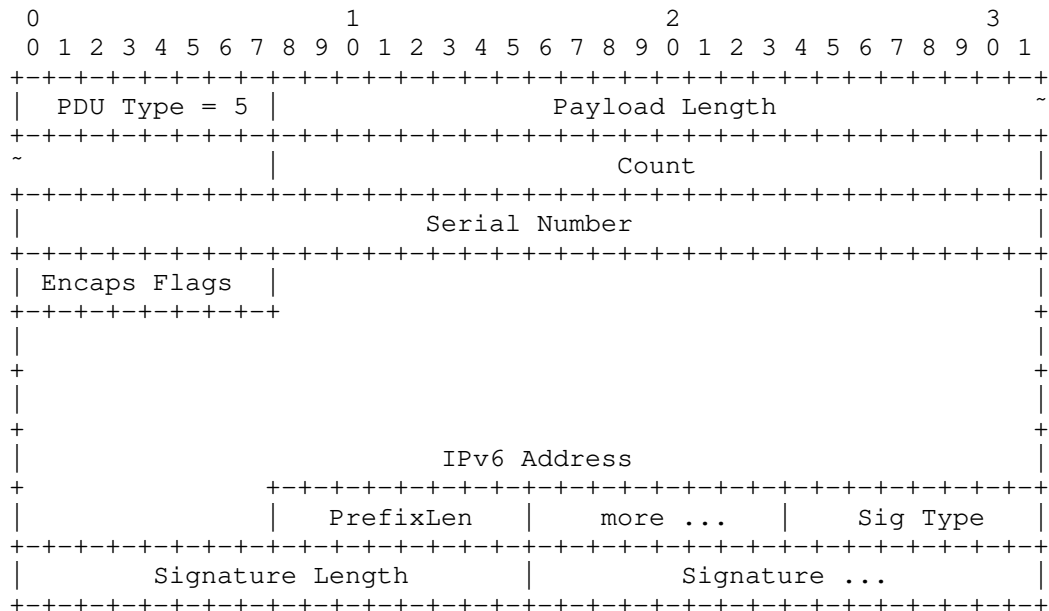 0                   1                   2                   3
 0 1 2 3 4 5 6 7 8 9 0 1 2 3 4 5 6 7 8 9 0 1 2 3 4 5 6 7 8 9 0 1
+-+-+-+-+-+-+-+-+-+-+-+-+-+-+-+-+-+-+-+-+-+-+-+-+-+-+-+-+-+-+-+-+
|  PDU Type = 5 |                 Payload Length                ~
+-+-+-+-+-+-+-+-+-+-+-+-+-+-+-+-+-+-+-+-+-+-+-+-+-+-+-+-+-+-+-+-+
~               |                     Count                     |
+-+-+-+-+-+-+-+-+-+-+-+-+-+-+-+-+-+-+-+-+-+-+-+-+-+-+-+-+-+-+-+-+
|                         Serial Number                         |
+-+-+-+-+-+-+-+-+-+-+-+-+-+-+-+-+-+-+-+-+-+-+-+-+-+-+-+-+-+-+-+-+
| Encaps Flags  |                                               |
+-+-+-+-+-+-+-+-+                                               +
|                                                               |
+                                                               +
|                                                               |
+                                                               +
|                          IPv6 Address                         |
+               +-+-+-+-+-+-+-+-+-+-+-+-+-+-+-+-+-+-+-+-+-+-+-+-+
|               |   PrefixLen   |    more ...   |    Sig Type   |
+-+-+-+-+-+-+-+-+-+-+-+-+-+-+-+-+-+-+-+-+-+-+-+-+-+-+-+-+-+-+-+-+
|        Signature Length       |         Signature ...         |
+-+-+-+-+-+-+-+-+-+-+-+-+-+-+-+-+-+-+-+-+-+-+-+-+-+-+-+-+-+-+-+-+